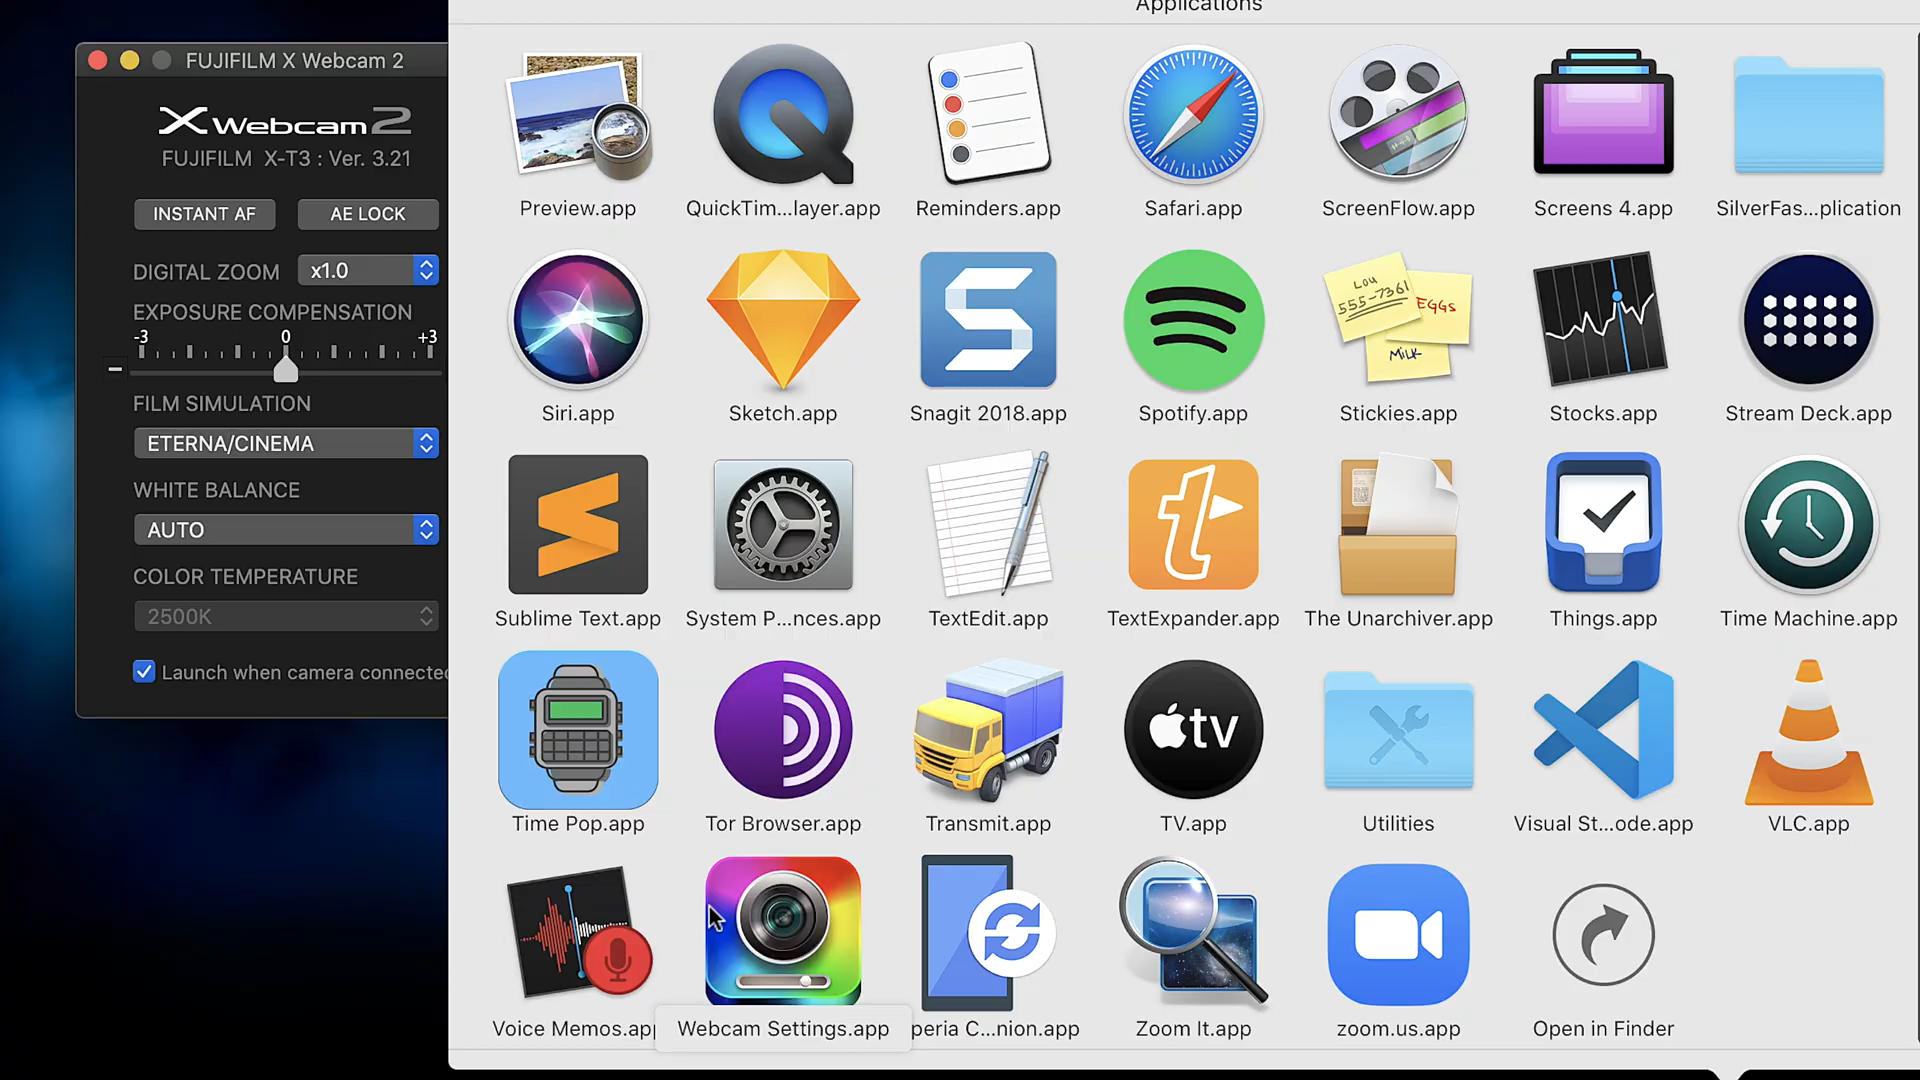 Applications
FUJIFILM X Webcam 2
X Webcam 2
FUJIFILM X-T3 : Ver. 3.21
INSTANT AF
AE LOCK
DIGITAL ZOOM
x1.0
EXPOSURE COMPENSATION
-3
0
+3
FILM SIMULATION
ETERNA/CINEMA
WHITE BALANCE
AUTO
COLOR TEMPERATURE
2500K
Launch when camera connected
Preview.app
QuickTim...layer.app
Reminders.app
Safari.app
ScreenFlow.app
Screens 4.app
SilverFas...plication
Lou
555-7361
EGGS
MILK
Siri.app
Sketch.app
Snagit 2018.app
Spotify.app
Stickies.app
Stocks.app
Stream Deck.app
Sublime Text.app
System P...nces.app
TextEdit.app
TextExpander.app
The Unarchiver.app
Things.app
Time Machine.app
tv
Time Pop.app
Tor Browser.app
Transmit.app
TV.app
Utilities
Visual St...ode.app
VLC.app
Voice Memos.app
Webcam Settings.app
peria C...nion.app
Zoom It.app
zoom.us.app
Open in Finder